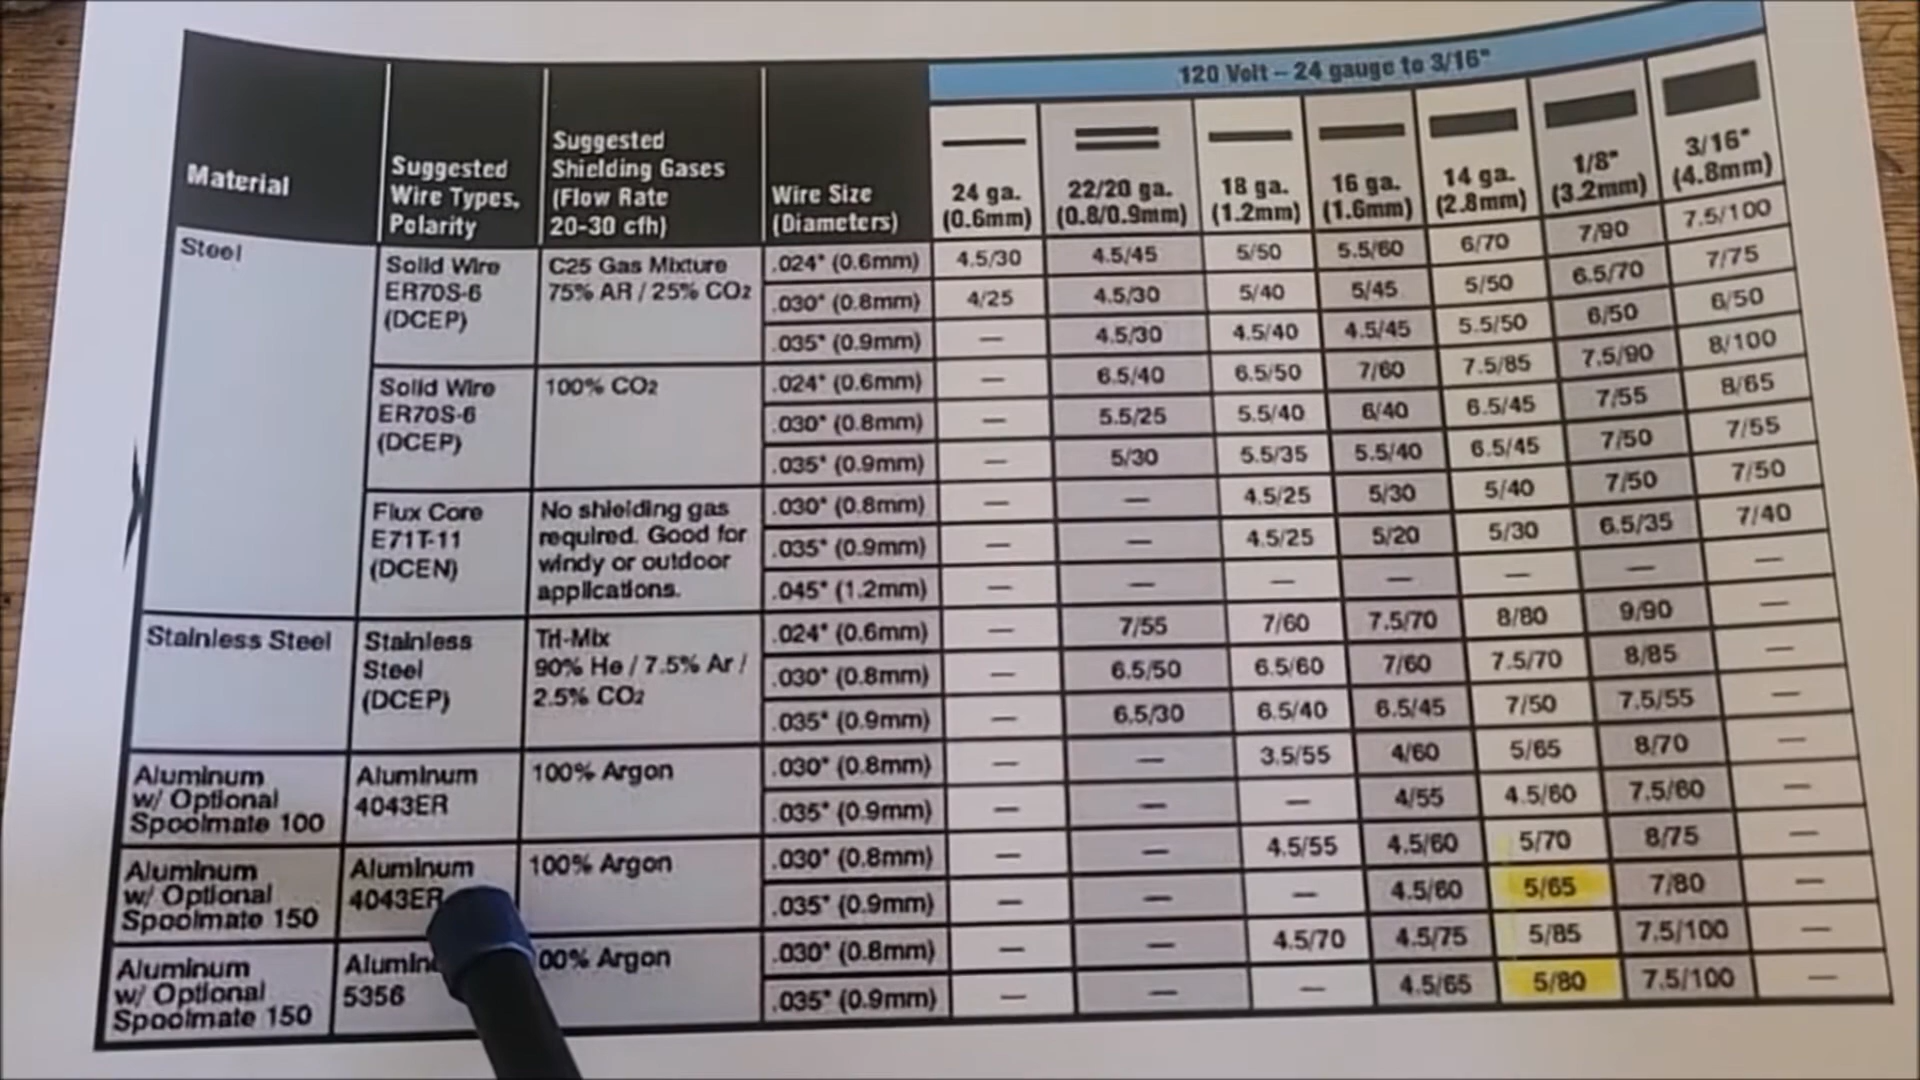 120 Volt – 24 gauge to 3/16"
Material
Suggested
Wire Types,
Polarity
Suggested
Shielding Gases
(Flow Rate
20-30 cfh)
Wire Size
(Diameters)
24 ga.
(0.6mm)
22/20 ga.
(0.8/0.9mm)
18 ga.
(1.2mm)
16 ga.
(1.6mm)
14 ga.
(2.8mm)
1/8"
(3.2mm)
3/16"
(4.8mm)
Steel
Solid Wire
ER70S-6
(DCEP)
C25 Gas Mixture
75% AR / 25% CO₂
.024" (0.6mm) 4.5/30 4.5/45 5/50 5.5/60 6/70 7/90 7.5/100
.030" (0.8mm) 4/25 4.5/30 5/40 5/45 5/50 6.5/70 7/75
.035" (0.9mm) — 4.5/30 4.5/40 4.5/45 5.5/50 6/50 6/50
Solid Wire
ER70S-6
(DCEP)
100% CO₂
.024" (0.6mm) — 6.5/40 6.5/50 7/60 7.5/85 7.5/90 8/100
.030" (0.8mm) — 5.5/25 5.5/40 6/40 6.5/45 7/55 8/65
.035" (0.9mm) — 5/30 5.5/35 5.5/40 6.5/45 7/50 7/55
Flux Core
E71T-11
(DCEN)
No shielding gas
required. Good for
windy or outdoor
applications.
.030" (0.8mm) — — 4.5/25 5/30 5/40 7/50 7/50
.035" (0.9mm) — — 4.5/25 5/20 5/30 6.5/35 7/40
.045" (1.2mm) — — — — — — —
Stainless Steel
Stainless
Steel
(DCEP)
Tri-Mix
90% He / 7.5% Ar /
2.5% CO₂
.024" (0.6mm) — 7/55 7/60 7.5/70 8/80 9/90 —
.030" (0.8mm) — 6.5/50 6.5/60 7/60 7.5/70 8/85 —
.035" (0.9mm) — 6.5/30 6.5/40 6.5/45 7/50 7.5/55 —
Aluminum
w/ Optional
Spoolmate 100
Aluminum
4043ER
100% Argon
.030" (0.8mm) — — 3.5/55 4/60 5/65 8/70 —
.035" (0.9mm) — — — 4/55 4.5/60 7.5/60 —
Aluminum
w/ Optional
Spoolmate 150
Aluminum
4043ER
100% Argon
.030" (0.8mm) — — 4.5/55 4.5/60 5/70 8/75 —
.035" (0.9mm) — — — 4.5/60 5/65 7/80 —
Aluminum
w/ Optional
Spoolmate 150
Alumin
5356
00% Argon
.030" (0.8mm) — — 4.5/70 4.5/75 5/85 7.5/100 —
.035" (0.9mm) — — — 4.5/65 5/80 7.5/100 —